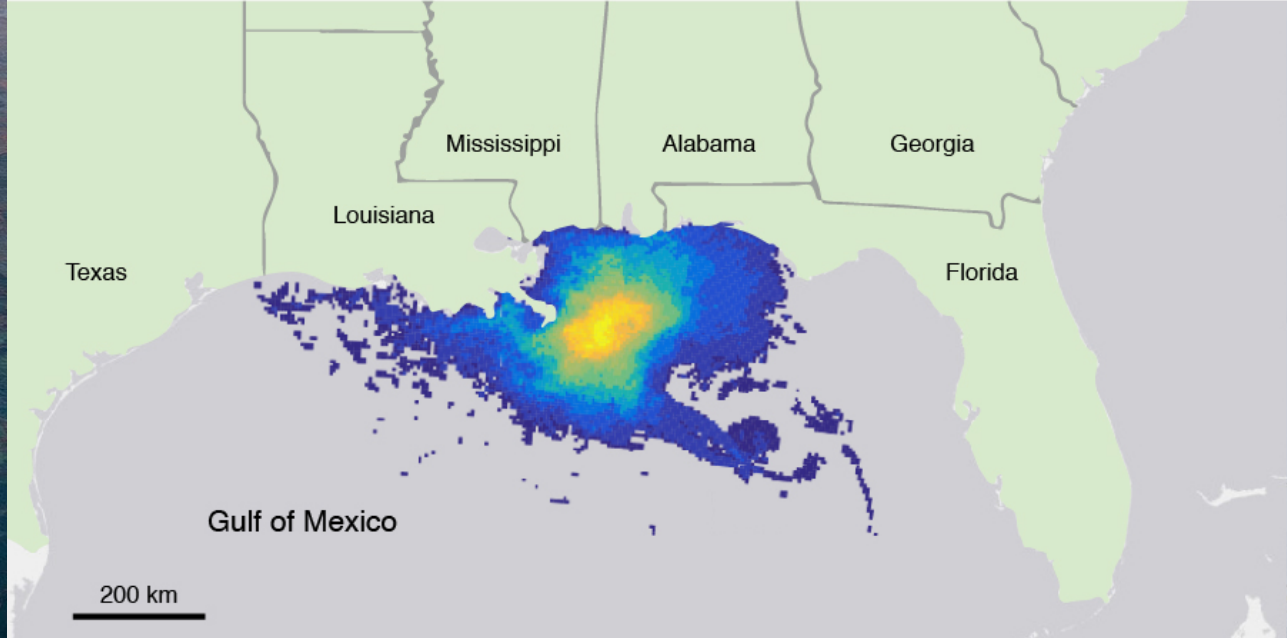 Mississippi
Alabama
Georgia
Louisiana
Texas
Florida
Gulf of Mexico
200 km